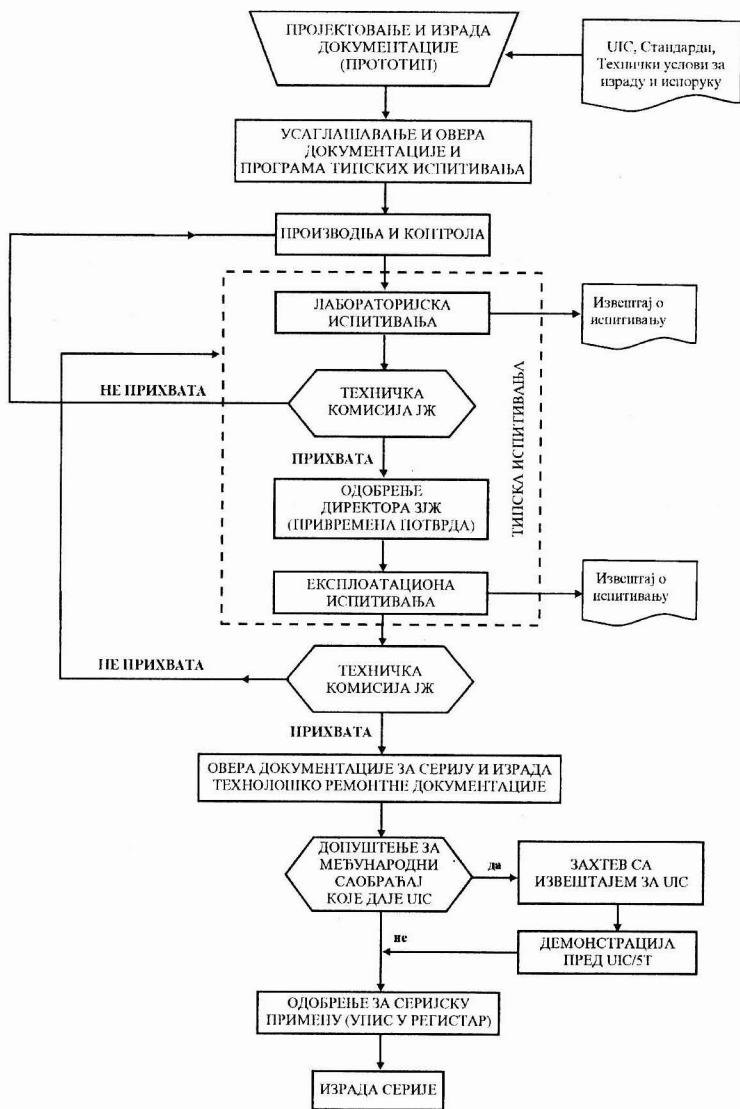 ПРОЈЕКТОВАЊЕ И ИЗРАДА
ДОКУМЕНТАЦИЈЕ
(ПРОТОТИП)
UIC, Стандарди,
Технички услови за
израду и испоруку
УСАГЛАШАВАЊЕ И ОВЕРА
ДОКУМЕНТАЦИЈЕ И
ПРОГРАМА ТИПСКИХ ИСПИТИВАЊА
ПРОИЗВОДЊА И КОНТРОЛА
ЛАБОРАТОРИЈСКА
ИСПИТИВАЊА
Извештај о
испитивању
НЕ ПРИХВАТА
ТЕХНИЧКА
КОМИСИЈА ЈЖ
ПРИХВАТА
ОДОБРЕЊЕ
ДИРЕКТОРА ЗЈЖ
(ПРИВРЕМЕНА ПОТВРДА)
ТИПСКА ИСПИТИВАЊА
ЕКСПЛОАТАЦИОНА
ИСПИТИВАЊА
Извештај о
испитивању
НЕ ПРИХВАТА
ТЕХНИЧКА
КОМИСИЈА ЈЖ
ПРИХВАТА
ОВЕРА ДОКУМЕНТАЦИЈЕ ЗА СЕРИЈУ И ИЗРАДА
ТЕХНОЛОШКО РЕМОНТНЕ ДОКУМЕНТАЦИЈЕ
ДОПУШТЕЊЕ ЗА
МЕЂУНАРОДНИ
САОБРАЋАЈ
КОЈЕ ДАЈЕ UIC
да
ЗАХТЕВ СА
ИЗВЕШТАЈЕМ ЗА UIC
не
ДЕМОНСТРАЦИЈА
ПРЕД UIC/5T
ОДОБРЕЊЕ ЗА СЕРИЈСКУ
ПРИМЕНУ (УПИС У РЕГИСТАР)
ИЗРАДА СЕРИЈЕ